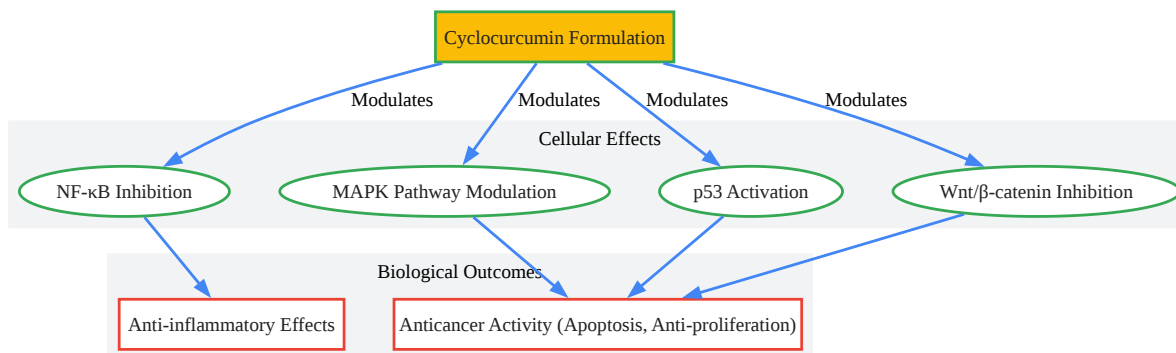 Cyclocurcumin Formulation
Modulates
Modulates
Modulates
Modulates
Cellular Effects
NF-κB Inhibition
MAPK Pathway Modulation
p53 Activation
Wnt/β-catenin Inhibition
Biological Outcomes
Anti-inflammatory Effects
Anticancer Activity (Apoptosis, Anti-proliferation)